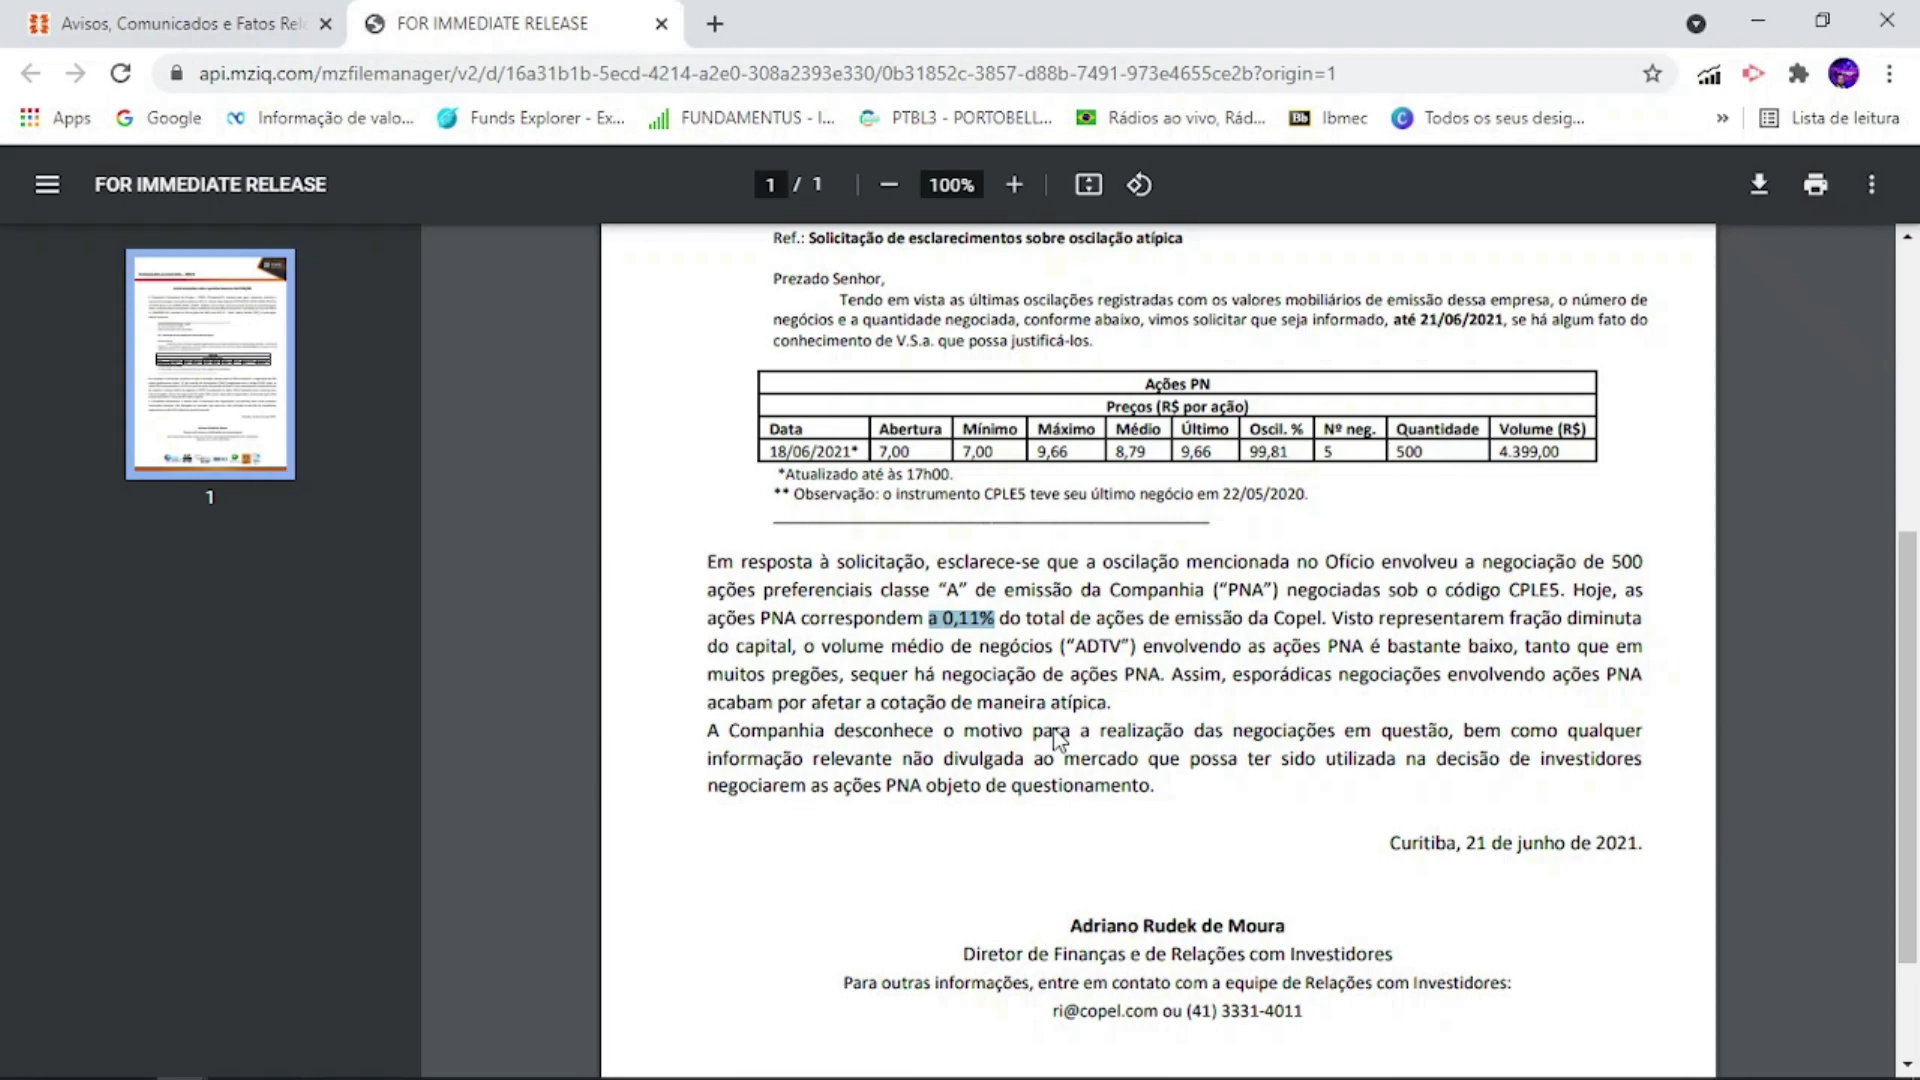 Avisos, Comunicados e Fatos Rel
FOR IMMEDIATE RELEASE
api.mziq.com/mzfilemanager/v2/d/16a31b1b-5ecd-4214-a2e0-308a2393e330/0b31852c-3857-d88b-7491-973e4655ce2b?origin=1
Apps Google Informação de valo... Funds Explorer - Ex... FUNDAMENTUS - I... PTBL3 - PORTOBELL... Rádios ao vivo, Rád... Bb Ibmec C Todos os seus desig... » Lista de leitura
FOR IMMEDIATE RELEASE 1 / 1 — 100% +
Ref.: Solicitação de esclarecimentos sobre oscilação atípica
Prezado Senhor,
Tendo em vista as últimas oscilações registradas com os valores mobiliários de emissão dessa empresa, o número de
negócios e a quantidade negociada, conforme abaixo, vimos solicitar que seja informado, até 21/06/2021, se há algum fato do
conhecimento de V.S.a. que possa justificá-los.
Ações PN
Preços (R$ por ação)
Data Abertura Mínimo Máximo Médio Último Oscil. % Nº neg. Quantidade Volume (R$)
18/06/2021* 7,00 7,00 9,66 8,79 9,66 99,81 5 500 4.399,00
*Atualizado até às 17h00.
** Observação: o instrumento CPLE5 teve seu último negócio em 22/05/2020.
Em resposta à solicitação, esclarece-se que a oscilação mencionada no Ofício envolveu a negociação de 500
ações preferenciais classe “A” de emissão da Companhia (“PNA”) negociadas sob o código CPLE5. Hoje, as
ações PNA correspondem a 0,11% do total de ações de emissão da Copel. Visto representarem fração diminuta
do capital, o volume médio de negócios (“ADTV”) envolvendo as ações PNA é bastante baixo, tanto que em
muitos pregões, sequer há negociação de ações PNA. Assim, esporádicas negociações envolvendo ações PNA
acabam por afetar a cotação de maneira atípica.
A Companhia desconhece o motivo para a realização das negociações em questão, bem como qualquer
informação relevante não divulgada ao mercado que possa ter sido utilizada na decisão de investidores
negociarem as ações PNA objeto de questionamento.
Curitiba, 21 de junho de 2021.
Adriano Rudek de Moura
Diretor de Finanças e de Relações com Investidores
Para outras informações, entre em contato com a equipe de Relações com Investidores:
ri@copel.com ou (41) 3331-4011
1